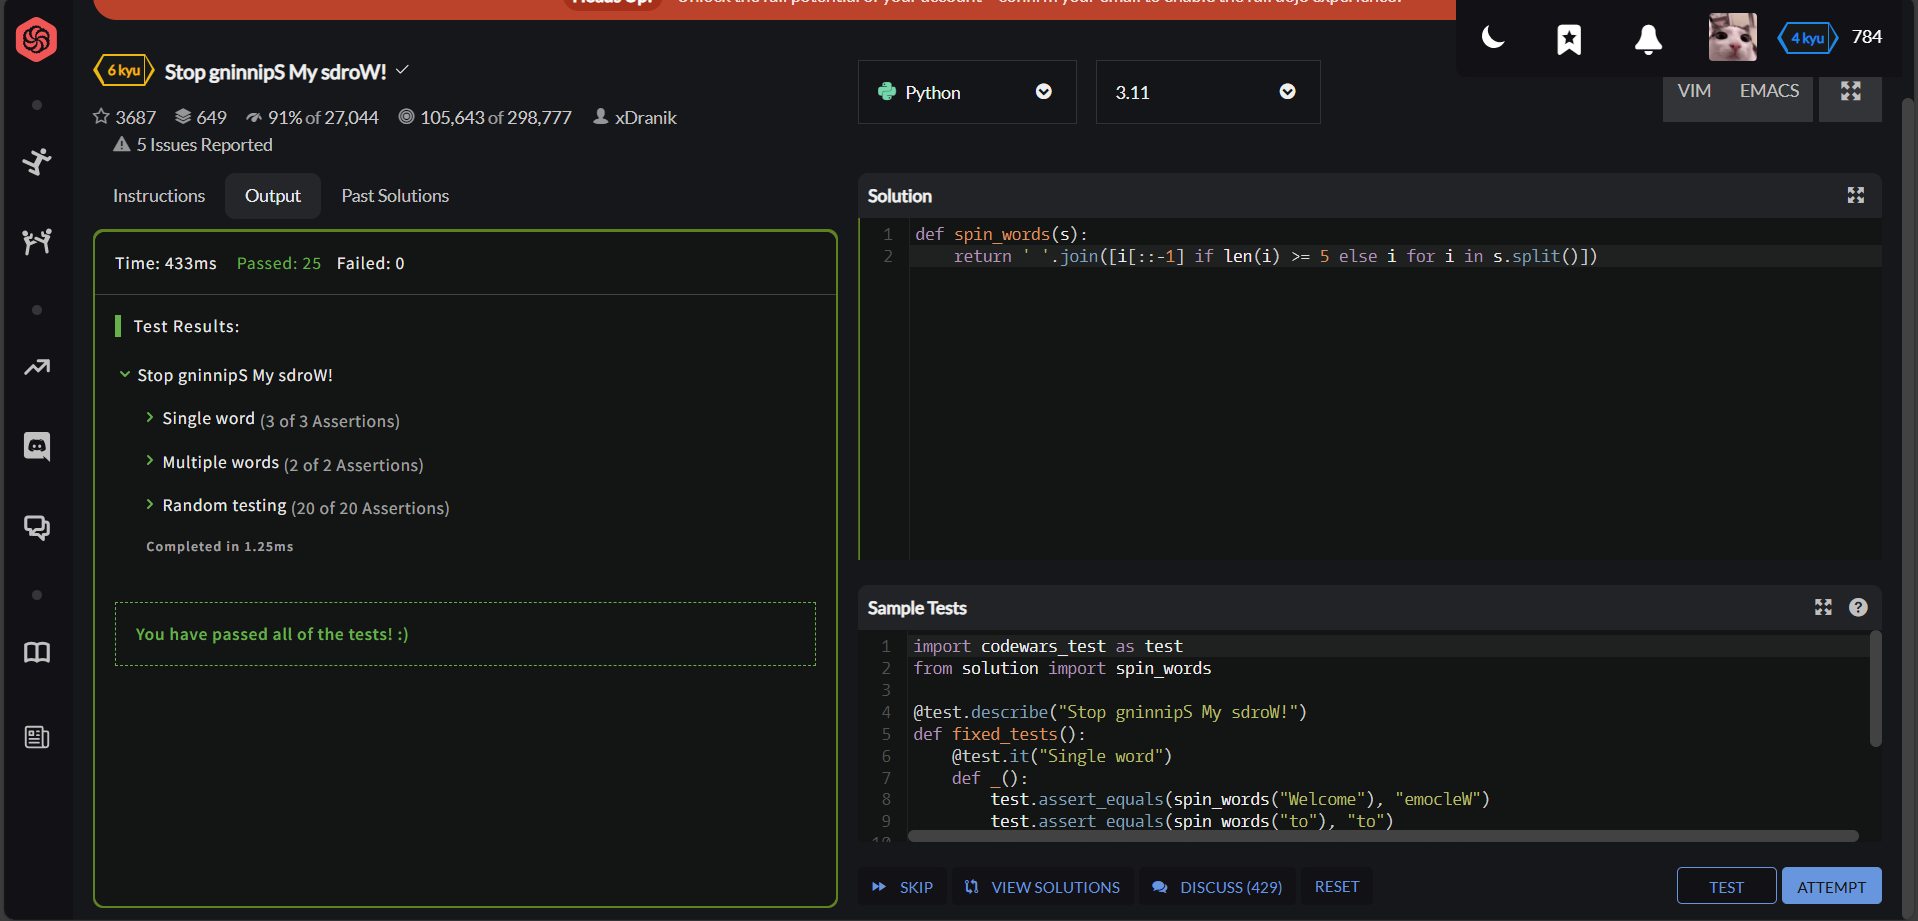 Heads Up! Unlock the full potential of your account - confirm your email to enable the full dojo experience.
6 kyu Stop gninnipS My sdroW!
3687 649 91% of 27,044 105,643 of 298,777 xDranik
5 Issues Reported
Instructions Output Past Solutions
Time: 433ms Passed: 25 Failed: 0
Test Results:
Stop gninnipS My sdroW!
Single word (3 of 3 Assertions)
Multiple words (2 of 2 Assertions)
Random testing (20 of 20 Assertions)
Completed in 1.25ms
You have passed all of the tests! :)
4 kyu 784
Python 3.11 VIM EMACS
Solution
1 def spin_words(s):
2 return ' '.join([i[::-1] if len(i) >= 5 else i for i in s.split()])
Sample Tests
1 import codewars_test as test
2 from solution import spin_words
3
4 @test.describe("Stop gninnipS My sdroW!")
5 def fixed_tests():
6 @test.it("Single word")
7 def _():
8 test.assert_equals(spin_words("Welcome"), "emocleW")
9 test.assert_equals(spin_words("to"), "to")
10
SKIP VIEW SOLUTIONS DISCUSS (429) RESET TEST ATTEMPT